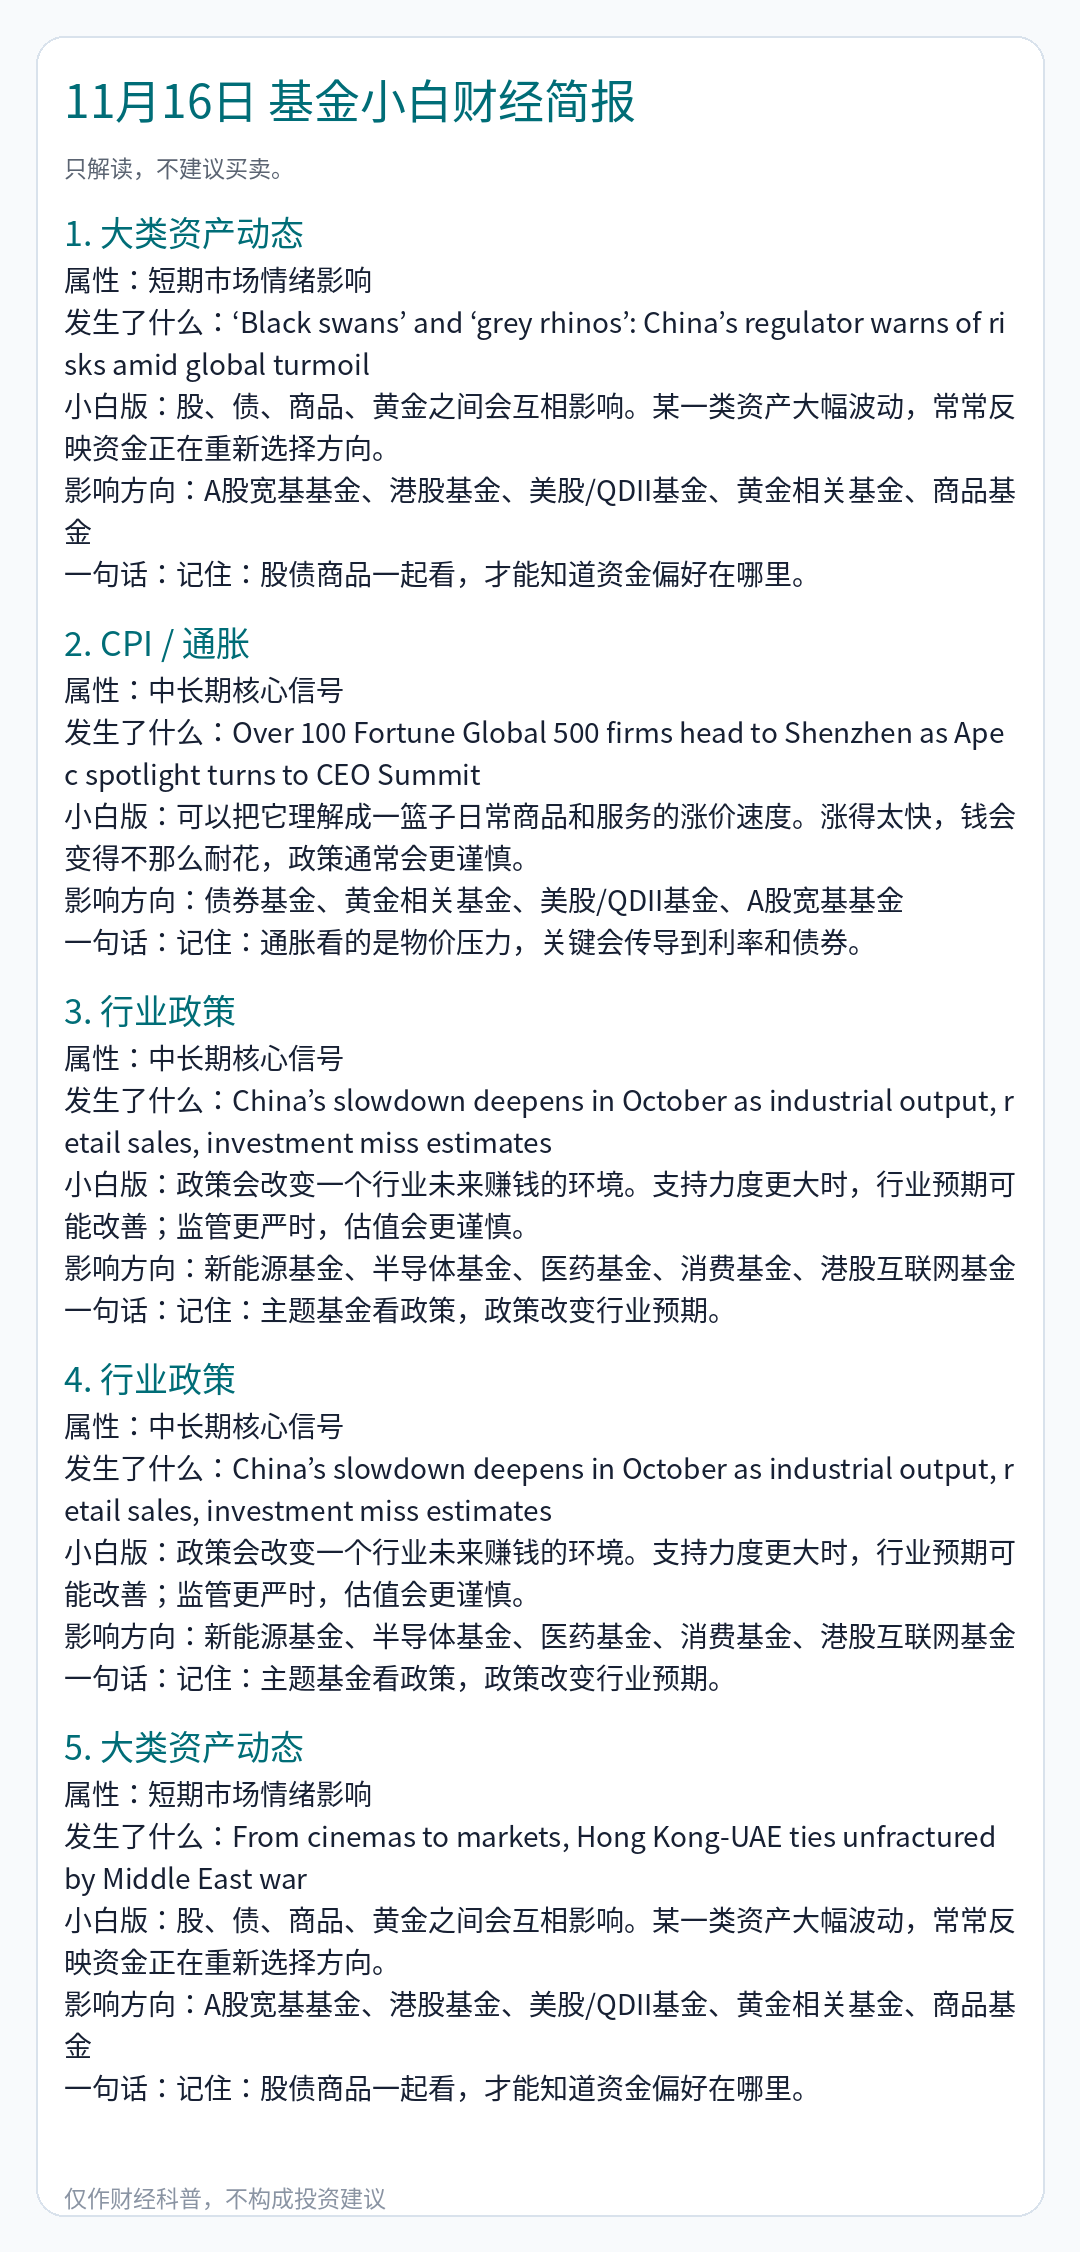 11月16日 基金小白财经简报
只解读，不建议买卖。
1. 大类资产动态
属性：短期市场情绪影响
发生了什么：‘Black swans’ and ‘grey rhinos’: China’s regulator warns of ri
sks amid global turmoil
小白版：股、债、商品、黄金之间会互相影响。某一类资产大幅波动，常常反
映资金正在重新选择方向。
影响方向：A股宽基基金、港股基金、美股/QDII基金、黄金相关基金、商品基
金
一句话：记住：股债商品一起看，才能知道资金偏好在哪里。
2. CPI / 通胀
属性：中长期核心信号
发生了什么：Over 100 Fortune Global 500 firms head to Shenzhen as Ape
c spotlight turns to CEO Summit
小白版：可以把它理解成一篮子日常商品和服务的涨价速度。涨得太快，钱会
变得不那么耐花，政策通常会更谨慎。
影响方向：债券基金、黄金相关基金、美股/QDII基金、A股宽基基金
一句话：记住：通胀看的是物价压力，关键会传导到利率和债券。
3. 行业政策
属性：中长期核心信号
发生了什么：China’s slowdown deepens in October as industrial output, r
etail sales, investment miss estimates
小白版：政策会改变一个行业未来赚钱的环境。支持力度更大时，行业预期可
能改善；监管更严时，估值会更谨慎。
影响方向：新能源基金、半导体基金、医药基金、消费基金、港股互联网基金
一句话：记住：主题基金看政策，政策改变行业预期。
4. 行业政策
属性：中长期核心信号
发生了什么：China’s slowdown deepens in October as industrial output, r
etail sales, investment miss estimates
小白版：政策会改变一个行业未来赚钱的环境。支持力度更大时，行业预期可
能改善；监管更严时，估值会更谨慎。
影响方向：新能源基金、半导体基金、医药基金、消费基金、港股互联网基金
一句话：记住：主题基金看政策，政策改变行业预期。
5. 大类资产动态
属性：短期市场情绪影响
发生了什么：From cinemas to markets, Hong Kong-UAE ties unfractured
by Middle East war
小白版：股、债、商品、黄金之间会互相影响。某一类资产大幅波动，常常反
映资金正在重新选择方向。
影响方向：A股宽基基金、港股基金、美股/QDII基金、黄金相关基金、商品基
金
一句话：记住：股债商品一起看，才能知道资金偏好在哪里。
仅作财经科普，不构成投资建议